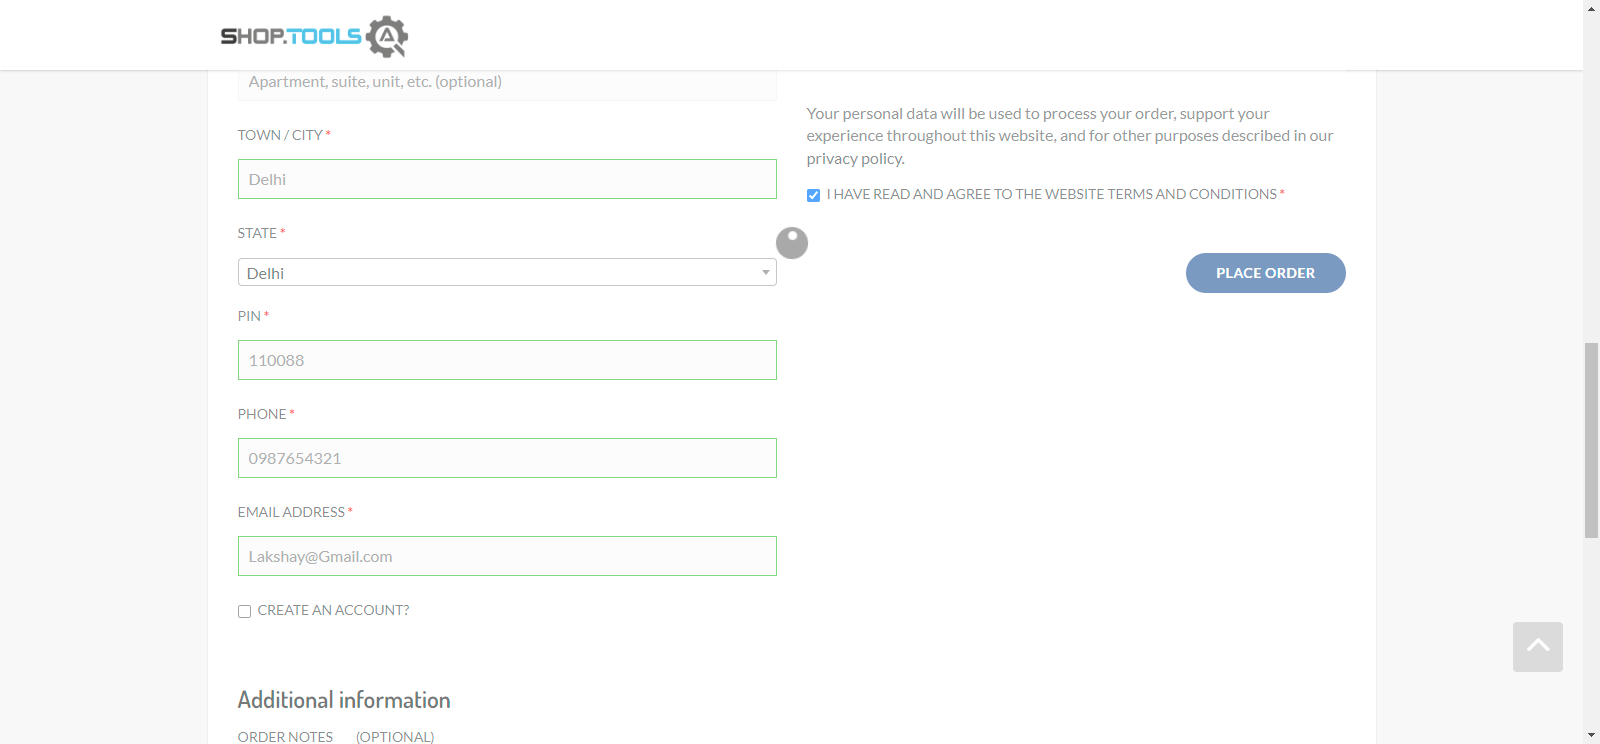 SHOP.TOOLS
Apartment, suite, unit, etc. (optional)
TOWN / CITY *
Delhi
STATE *
Delhi
PIN *
110088
PHONE *
0987654321
EMAIL ADDRESS *
Lakshay@Gmail.com
CREATE AN ACCOUNT?
Additional information
ORDER NOTES (OPTIONAL)
Your personal data will be used to process your order, support your
experience throughout this website, and for other purposes described in our
privacy policy.
I HAVE READ AND AGREE TO THE WEBSITE TERMS AND CONDITIONS *
PLACE ORDER